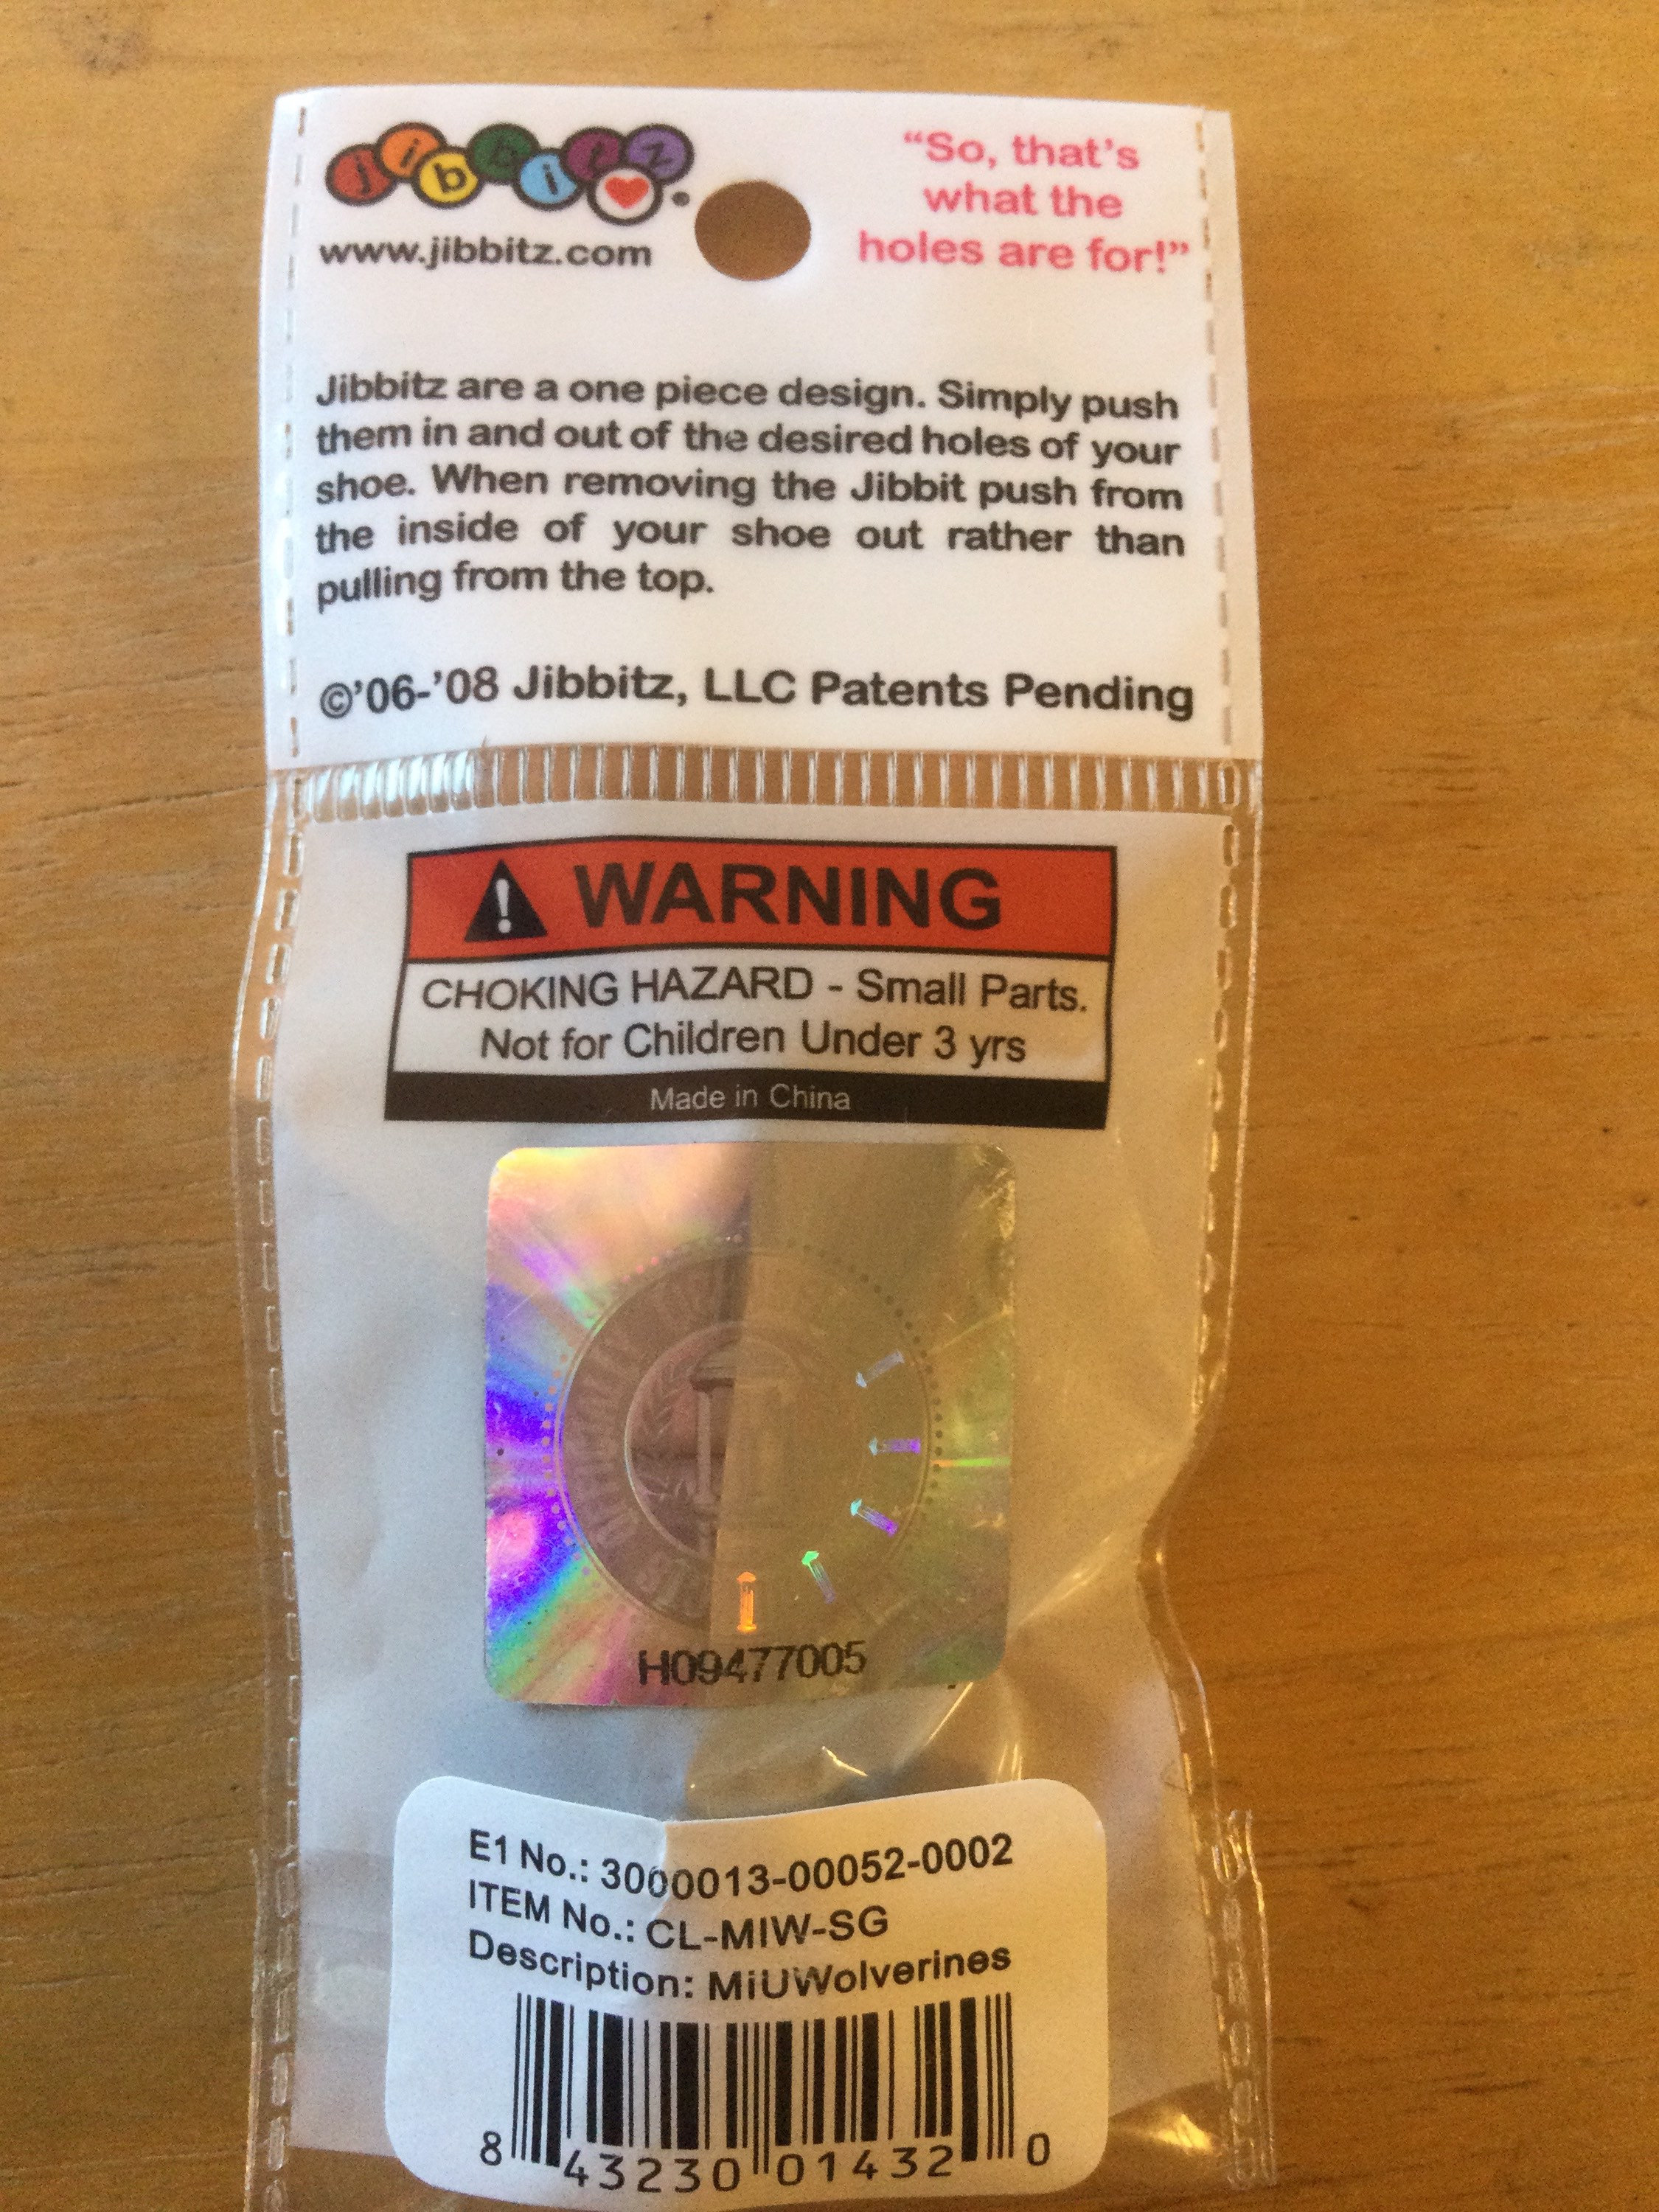 jibbitz
www.jibbitz.com
“So, that’s
what the
holes are for!”
Jibbitz are a one piece design. Simply push
them in and out of the desired holes of your
shoe. When removing the Jibbit push from
the inside of your shoe out rather than
pulling from the top.
©’06-’08 Jibbitz, LLC Patents Pending
WARNING
CHOKING HAZARD - Small Parts.
Not for Children Under 3 yrs
Made in China
H09477005
E1 No.: 3000013-00052-0002
ITEM No.: CL-MIW-SG
Description: MiUWolverines
8 43230 01432 0